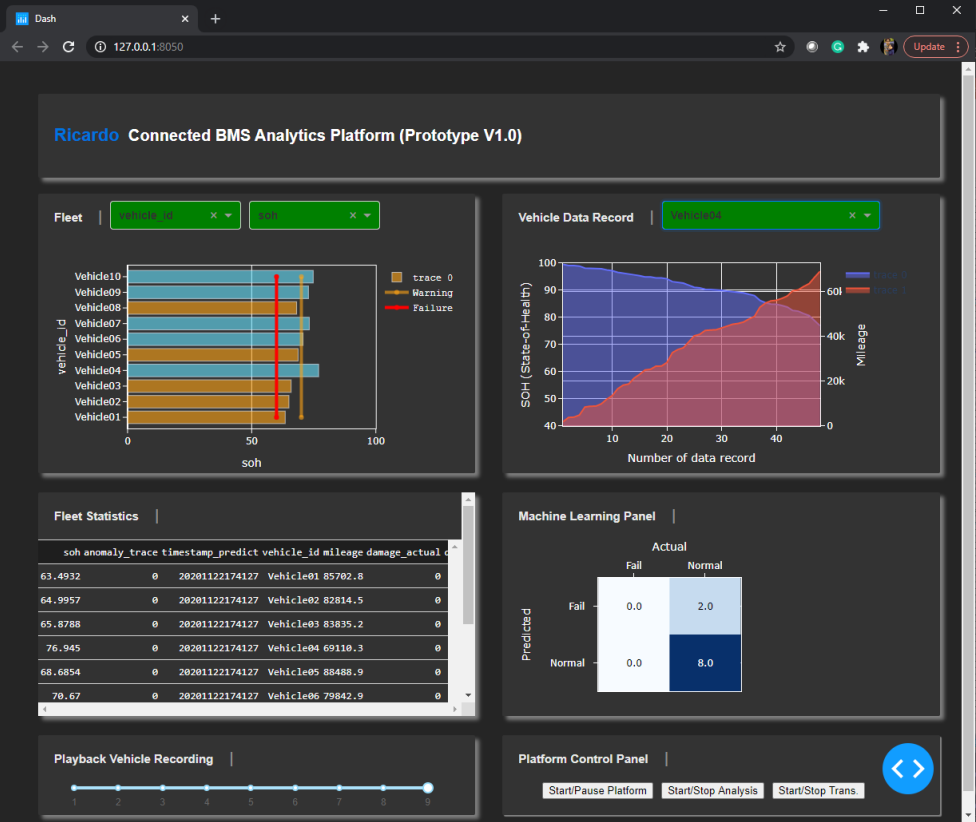 Dash
127.0.0.1:8050
Update
Ricardo Connected BMS Analytics Platform (Prototype V1.0)
Fleet | vehicle_id × soh ×
Vehicle10
Vehicle09
Vehicle08
Vehicle07
Vehicle06
Vehicle05
Vehicle04
Vehicle03
Vehicle02
Vehicle01
vehicle_id
0 50 100
soh
trace 0
Warning
Failure
Vehicle Data Record | Vehicle04 ×
100
90
80
70
60
50
40
SOH (State-of-Health)
10 20 30 40
Number of data record
60k
40k
20k
0
Mileage
Fleet Statistics |
soh anomaly_trace timestamp_predict vehicle_id mileage damage_actual
63.4932 0 20201122174127 Vehicle01 85702.8 0
64.9957 0 20201122174127 Vehicle02 82814.5 0
65.8788 0 20201122174127 Vehicle03 83835.2 0
76.945 0 20201122174127 Vehicle04 69110.3 0
68.6854 0 20201122174127 Vehicle05 88488.9 0
70.67 0 20201122174127 Vehicle06 79842.9 0
Machine Learning Panel |
Actual
Fail Normal
Predicted
Fail 0.0 2.0
Normal 0.0 8.0
Playback Vehicle Recording |
1 2 3 4 5 6 7 8 9
Platform Control Panel |
Start/Pause Platform Start/Stop Analysis Start/Stop Trans.